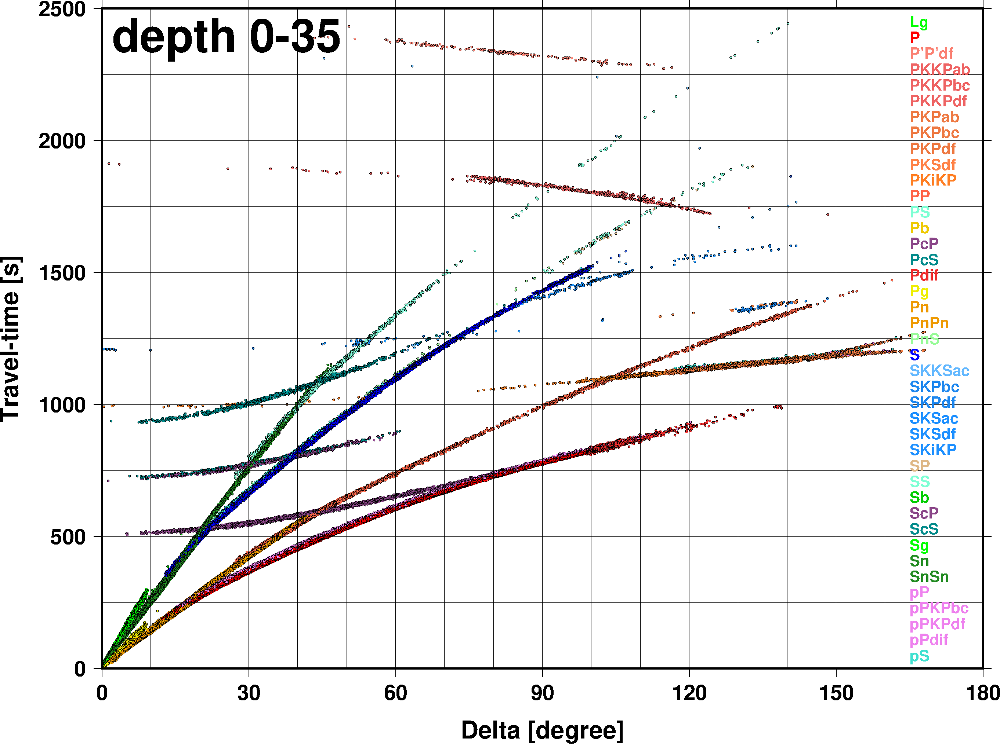 depth 0-35
2500
2000
1500
1000
500
0
Travel-time [s]
0 30 60 90 120 150 180
Delta [degree]
Lg
P
P'P'df
PKKPab
PKKPbc
PKKPdf
PKPab
PKPbc
PKPdf
PKSdf
PKiKP
PP
PS
Pb
PcP
PcS
Pdif
Pg
Pn
PnPn
PnS
S
SKKSac
SKPbc
SKPdf
SKSac
SKSdf
SKiKP
SP
SS
Sb
ScP
ScS
Sg
Sn
SnSn
pP
pPKPbc
pPKPdf
pPdif
pS